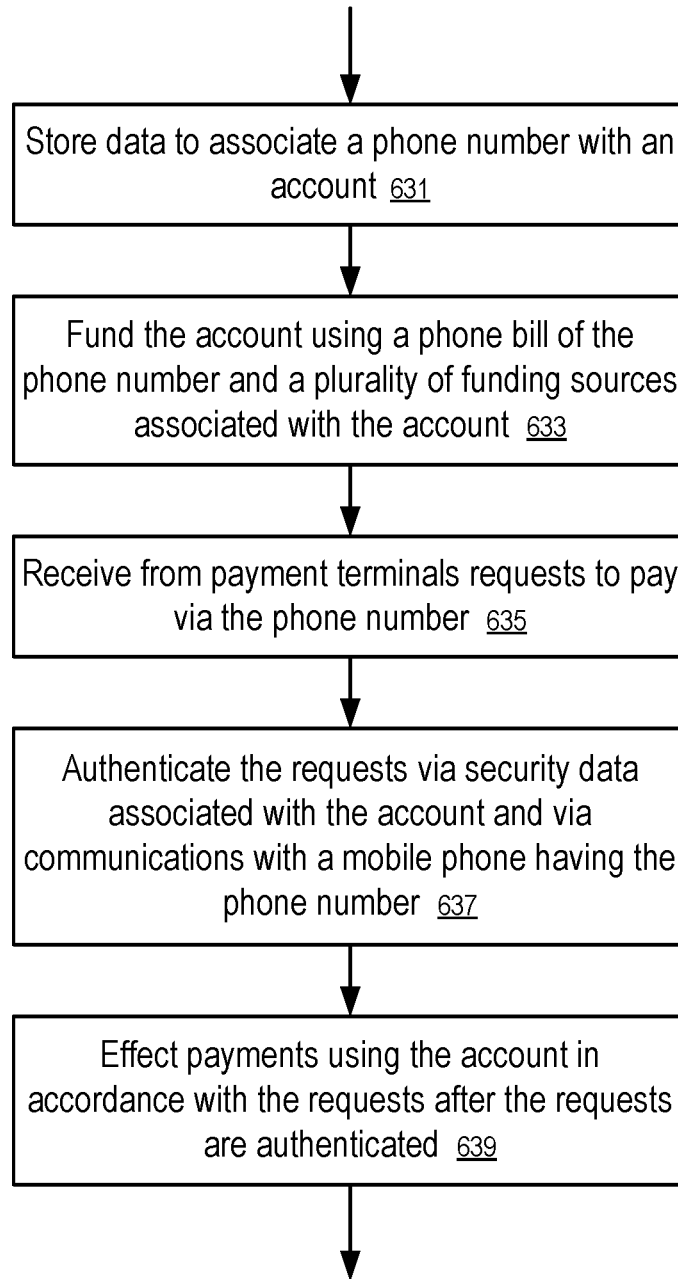 Store data to associate a phone number with an
account 631
Fund the account using a phone bill of the
phone number and a plurality of funding sources
associated with the account 633
Receive from payment terminals requests to pay
via the phone number 635
Authenticate the requests via security data
associated with the account and via
communications with a mobile phone having the
phone number 637
Effect payments using the account in
accordance with the requests after the requests
are authenticated 639